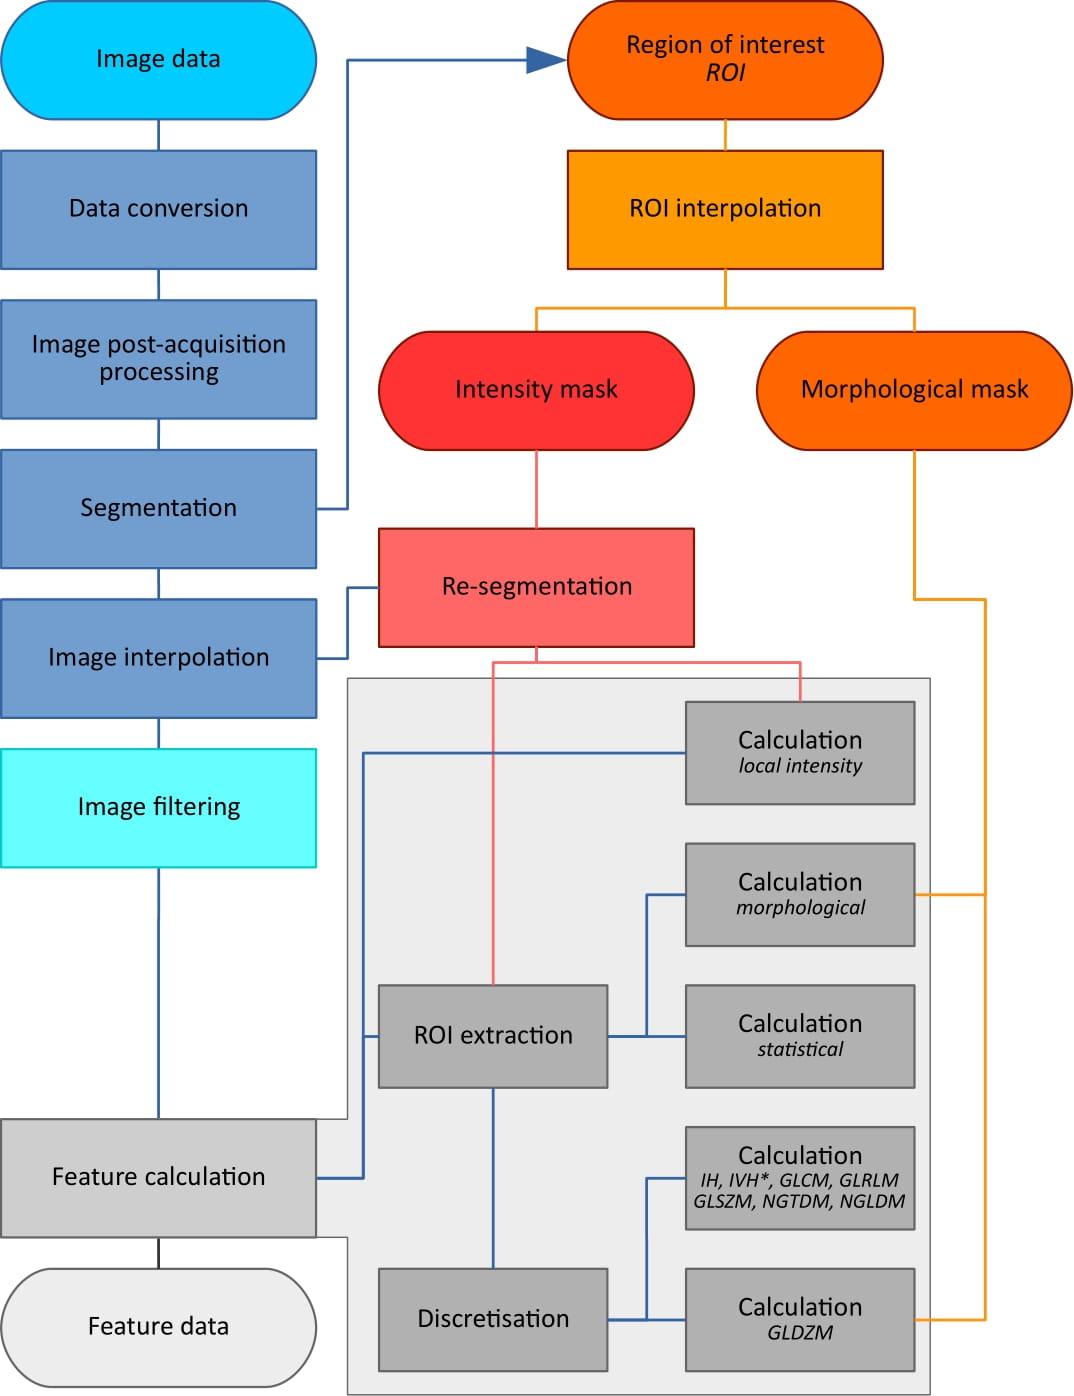 Image data
Data conversion
Image post-acquisition
processing
Segmentation
Image interpolation
Image filtering
Feature calculation
Feature data
Region of interest
ROI
ROI interpolation
Intensity mask
Morphological mask
Re-segmentation
Calculation
local intensity
Calculation
morphological
ROI extraction
Calculation
statistical
Calculation
IH, IVH*, GLCM, GLRLM
GLSZM, NGTDM, NGLDM
Discretisation
Calculation
GLDZM